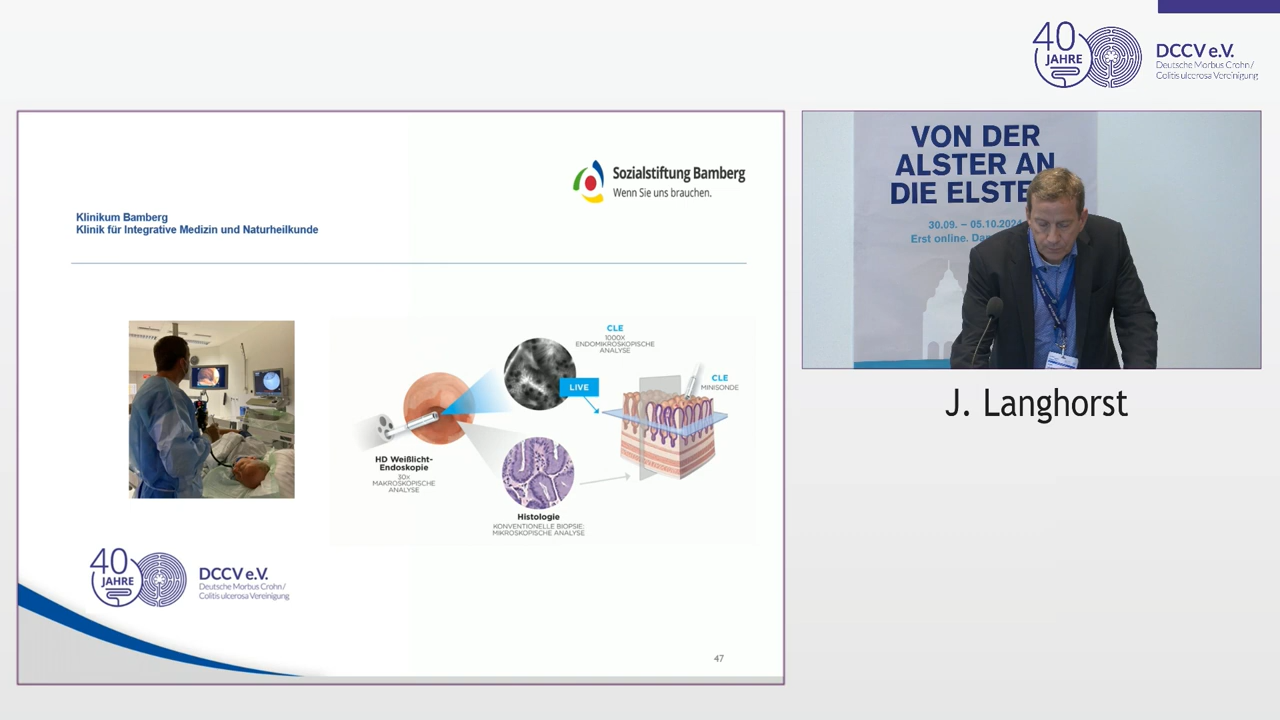 40
JAHRE
DCCV e.V.
Deutsche Morbus Crohn /
Colitis ulcerosa Vereinigung
Sozialstiftung Bamberg
Wenn Sie uns brauchen.
Klinikum Bamberg
Klinik für Integrative Medizin und Naturheilkunde
CLE
1000X
ENDOMIKROSKOPISCHE
ANALYSE
LIVE
CLE
MINISONDE
HD Weißlicht-
Endoskopie
30x
MAKROSKOPISCHE
ANALYSE
Histologie
KONVENTIONELLE BIOPSIE:
MIKROSKOPISCHE ANALYSE
40
JAHRE
DCCV e.V.
Deutsche Morbus Crohn /
Colitis ulcerosa Vereinigung
47
VON DER
ALSTER AN
DIE ELSTE
30.09. – 05.10.2024
Erst online.
J. Langhorst